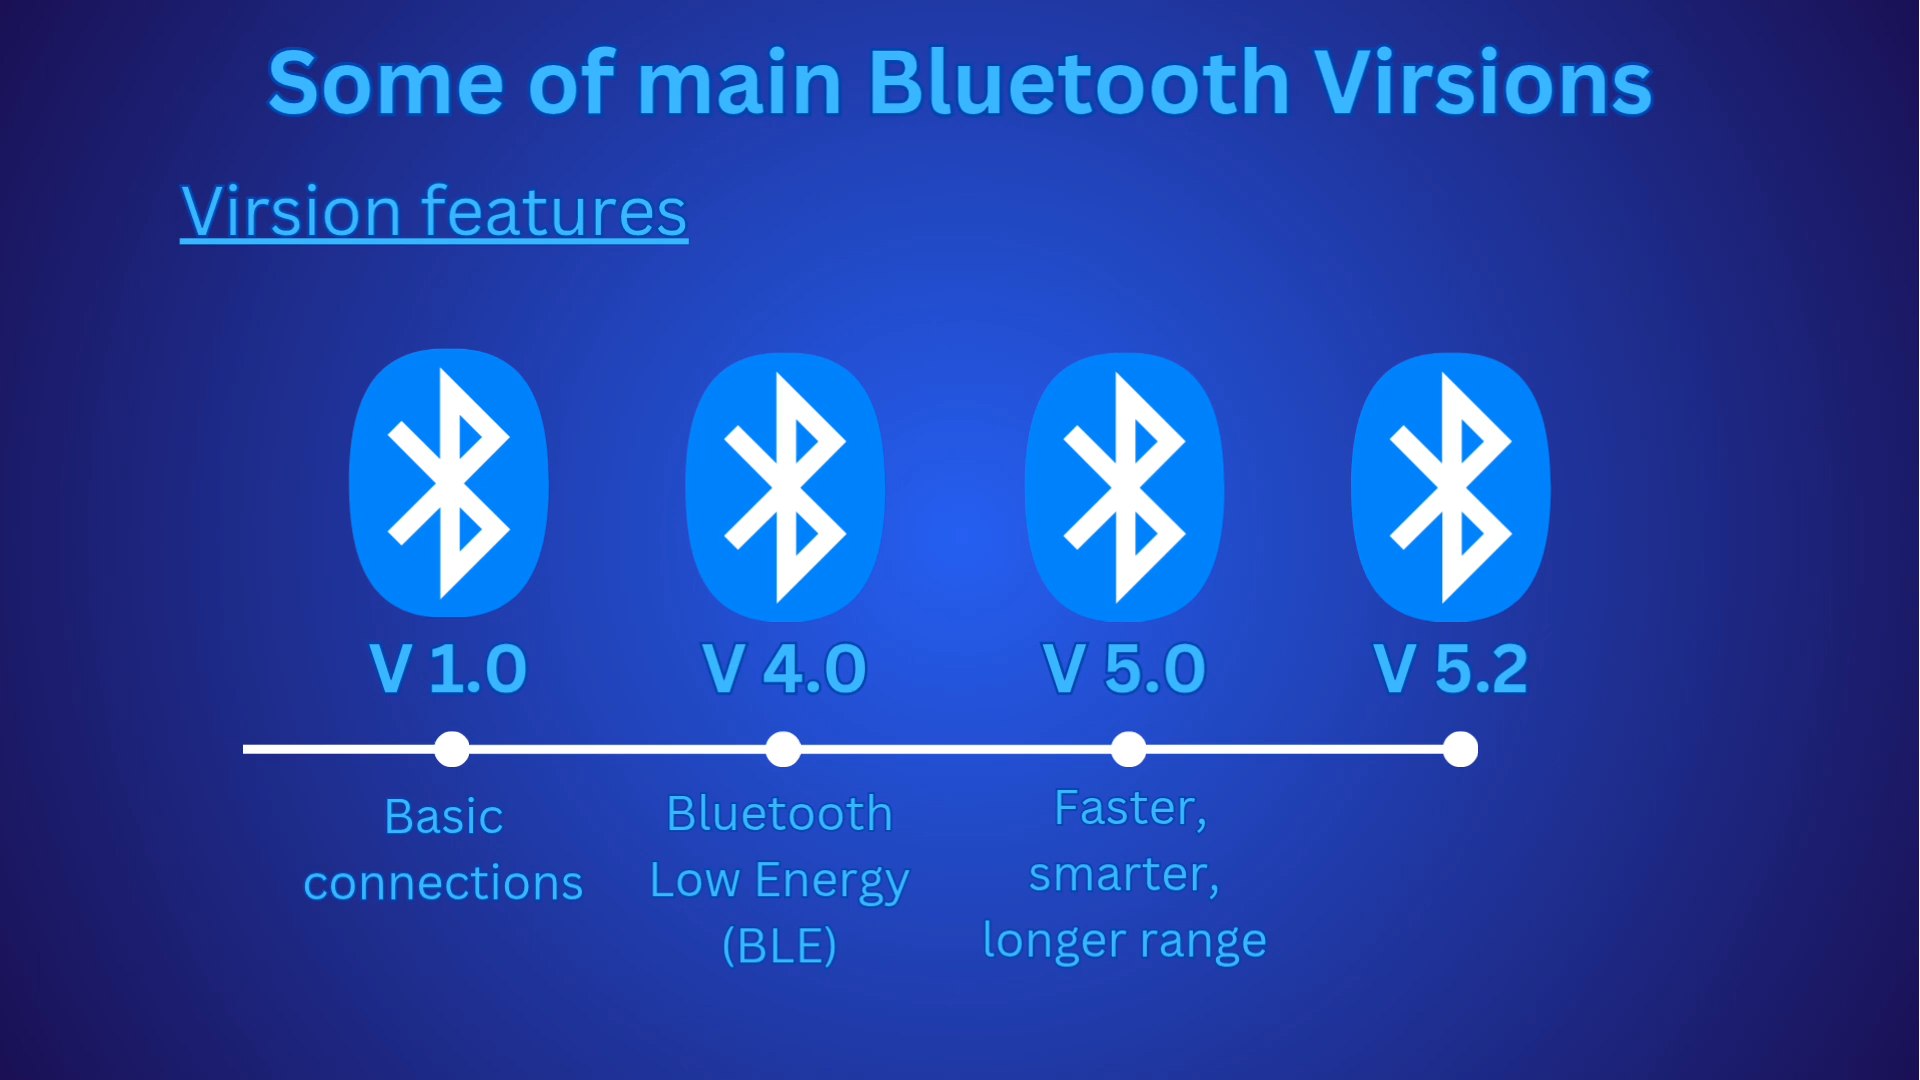 Some of main Bluetooth Virsions
Virsion features
V 1.0
V 4.0
V 5.0
V 5.2
Basic
connections
Bluetooth
Low Energy
(BLE)
Faster,
smarter,
longer range